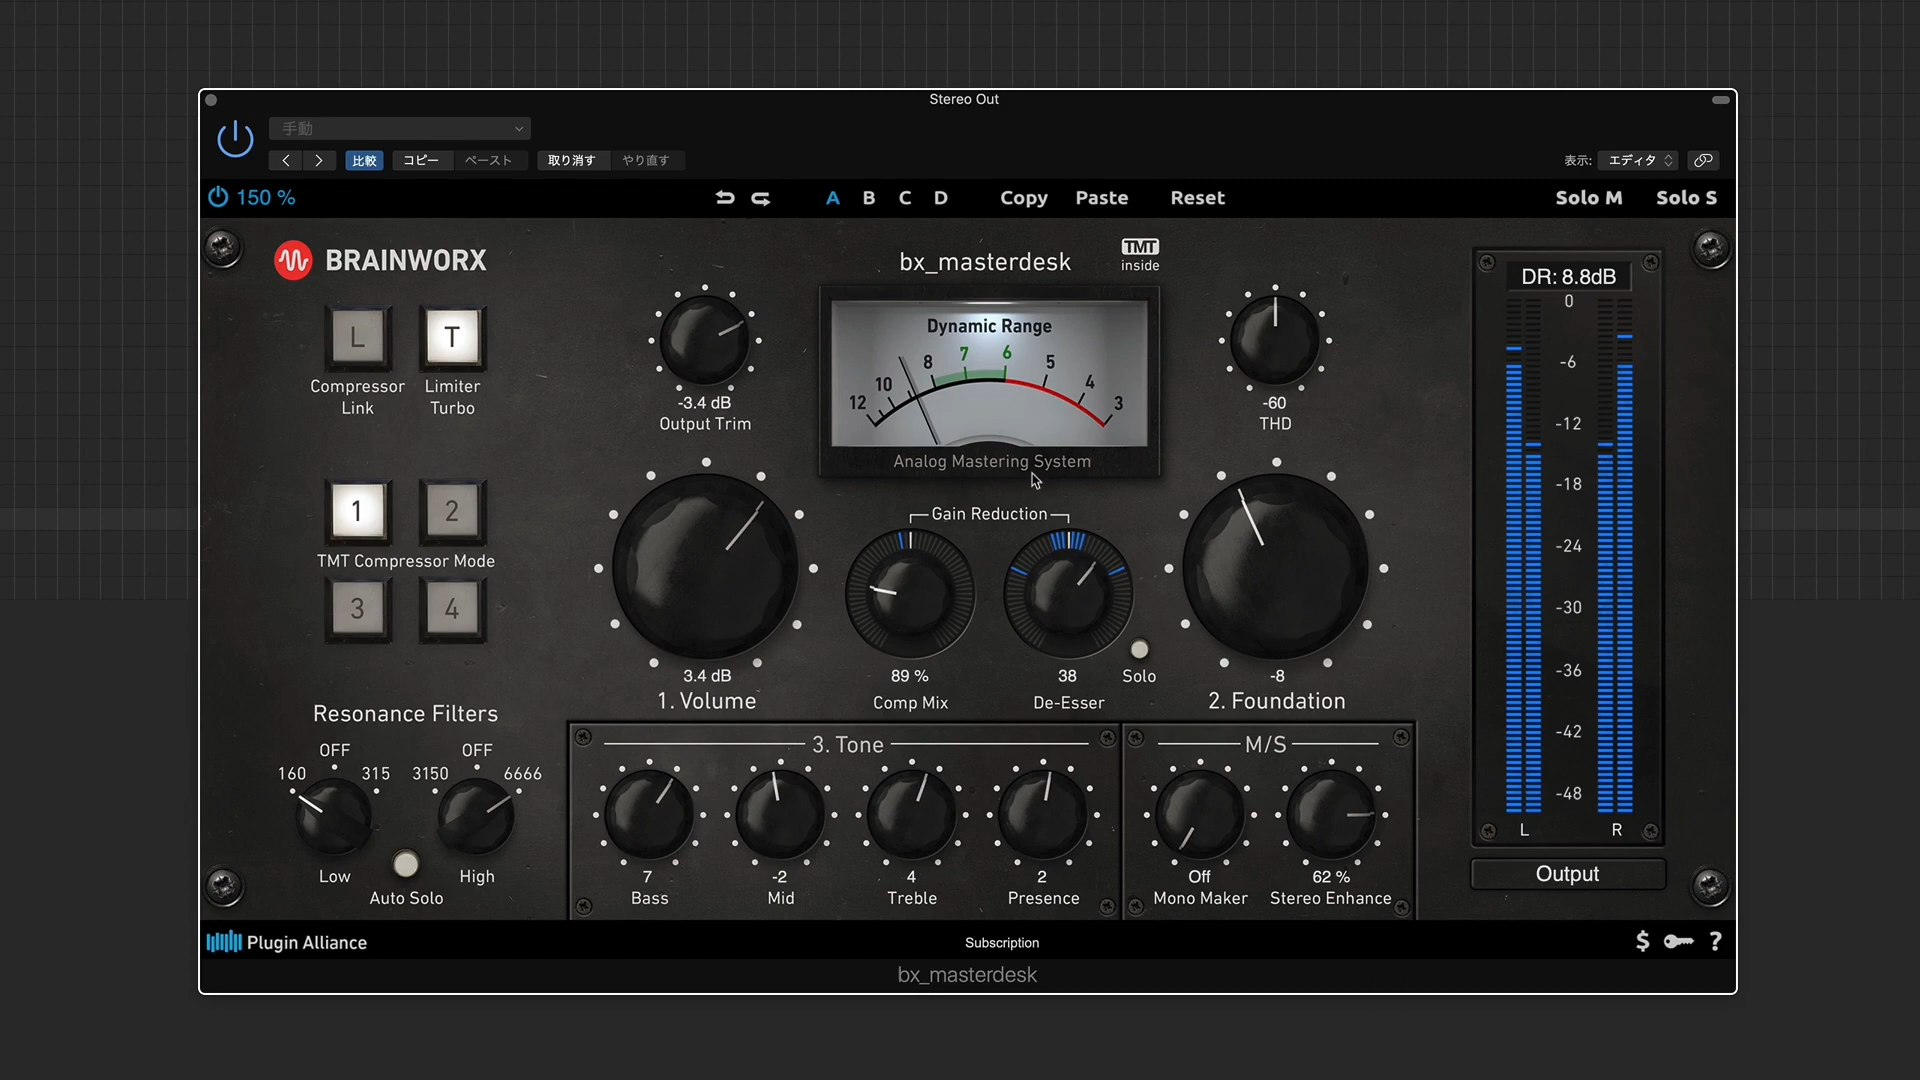 Stereo Out
手動
比較 コピー ペースト 取り消す やり直す
表示: エディタ
150 % A B C D Copy Paste Reset Solo M Solo S
BRAINWORX
bx_masterdesk
TMT
inside
DR: 8.8dB
L T
Compressor Link
Limiter Turbo
-3.4 dB
Output Trim
Dynamic Range
12 10 8 7 6 5 4 3
Analog Mastering System
-60
THD
1 2
TMT Compressor Mode
3 4
Gain Reduction
3.4 dB
1. Volume
89 %
Comp Mix
38
De-Esser
Solo
-8
2. Foundation
0
-6
-12
-18
-24
-30
-36
-42
-48
L R
Output
Resonance Filters
OFF OFF
160 315 3150 6666
Low High
Auto Solo
3. Tone
7 -2 4 2
Bass Mid Treble Presence
M/S
Off 62 %
Mono Maker Stereo Enhance
Plugin Alliance
Subscription
$ ?
bx_masterdesk